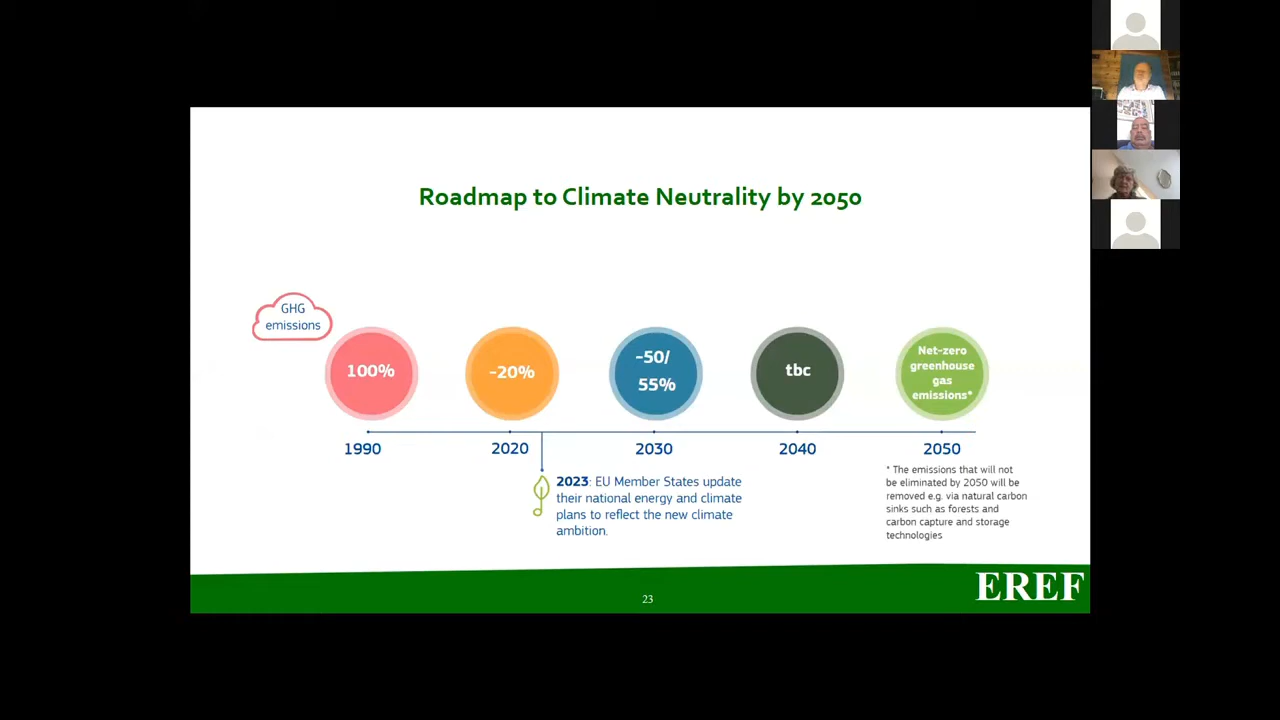 Roadmap to Climate Neutrality by 2050
GHG
emissions
100%
-20%
-50/
55%
tbc
Net-zero
greenhouse
gas
emissions*
1990
2020
2030
2040
2050
2023: EU Member States update
their national energy and climate
plans to reflect the new climate
ambition.
* The emissions that will not
be eliminated by 2050 will be
removed e.g. via natural carbon
sinks such as forests and
carbon capture and storage
technologies
EREF
23